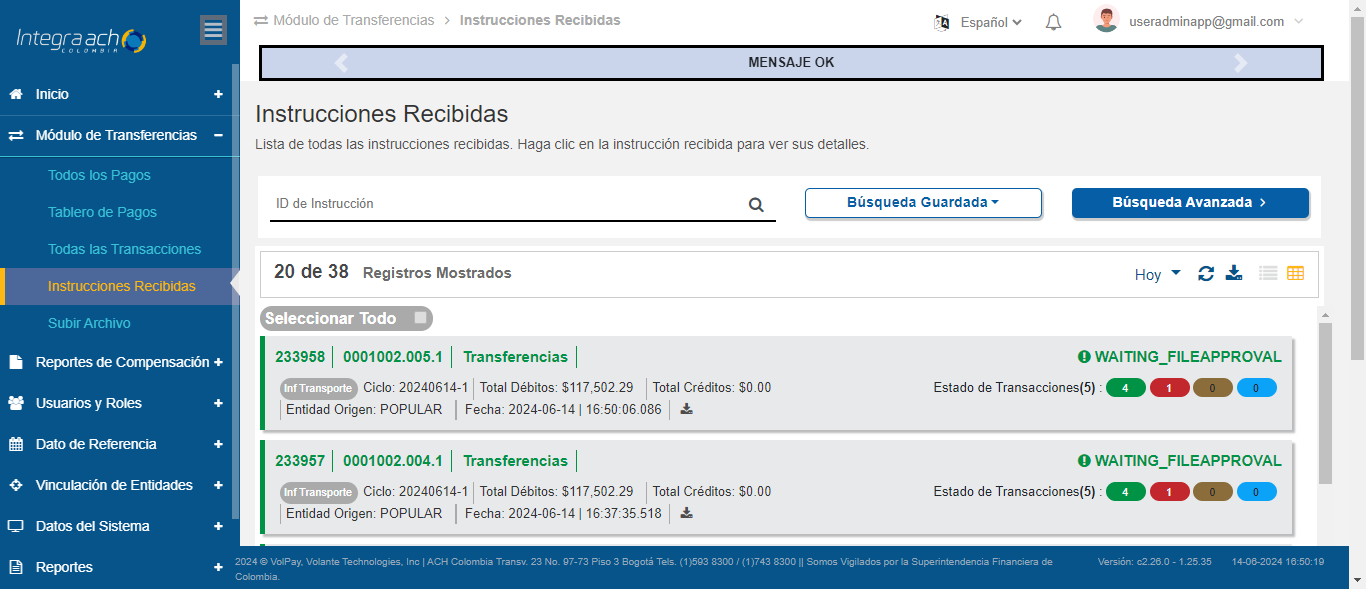 Integra ach
COLOMBIA
Inicio +
Módulo de Transferencias −
Todos los Pagos
Tablero de Pagos
Todas las Transacciones
Instrucciones Recibidas
Subir Archivo
Reportes de Compensación +
Usuarios y Roles +
Dato de Referencia +
Vinculación de Entidades +
Datos del Sistema +
Reportes +
Módulo de Transferencias > Instrucciones Recibidas
Español
useradminapp@gmail.com
MENSAJE OK
Instrucciones Recibidas
Lista de todas las instrucciones recibidas. Haga clic en la instrucción recibida para ver sus detalles.
ID de Instrucción
Búsqueda Guardada
Búsqueda Avanzada >
20 de 38 Registros Mostrados
Hoy
Seleccionar Todo
233958 | 0001002.005.1 | Transferencias |
WAITING_FILEAPPROVAL
Inf Transporte Ciclo: 20240614-1 | Total Débitos: $117,502.29 | Total Créditos: $0.00
Estado de Transacciones(5) : 4 1 0 0
| Entidad Origen: POPULAR | Fecha: 2024-06-14 | 16:50:06.086 |
233957 | 0001002.004.1 | Transferencias |
WAITING_FILEAPPROVAL
Inf Transporte Ciclo: 20240614-1 | Total Débitos: $117,502.29 | Total Créditos: $0.00
Estado de Transacciones(5) : 4 1 0 0
| Entidad Origen: POPULAR | Fecha: 2024-06-14 | 16:37:35.518 |
2024 © VolPay, Volante Technologies, Inc | ACH Colombia Transv. 23 No. 97-73 Piso 3 Bogotá Tels. (1)593 8300 / (1)743 8300 || Somos Vigilados por la Superintendencia Financiera de
Colombia.
Versión: c2.26.0 - 1.25.35
14-06-2024 16:50:19